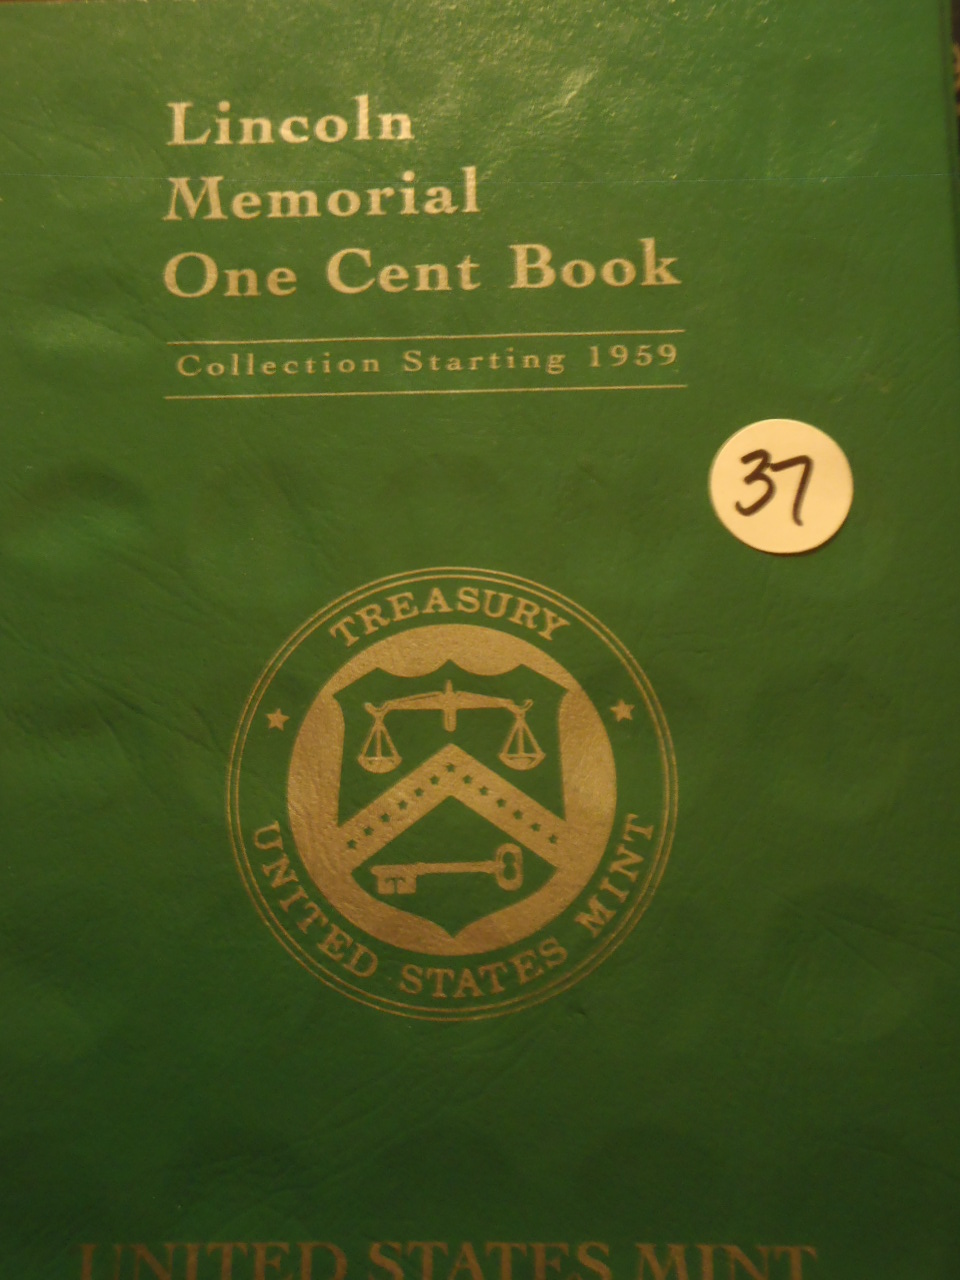 Lincoln
Memorial
One Cent Book
Collection Starting 1959
37
TREASURY
UNITED STATES MINT
UNITED STATES MINT